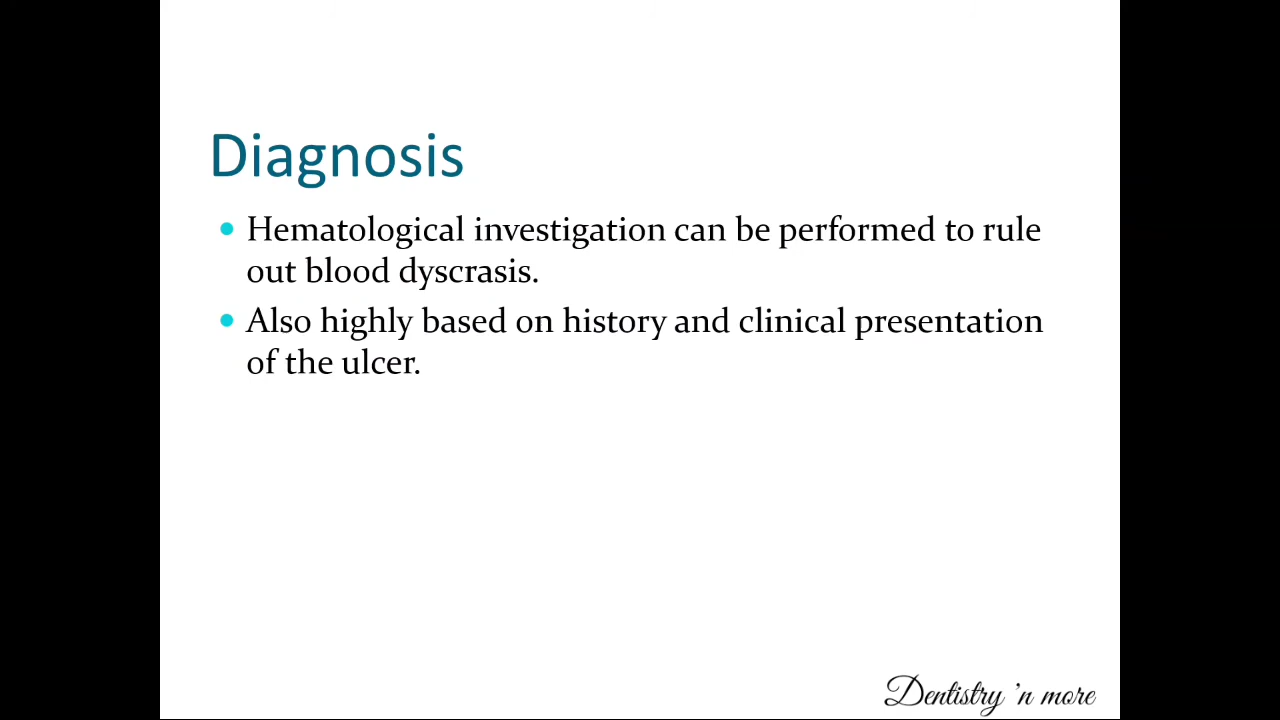 Diagnosis
Hematological investigation can be performed to rule
out blood dyscrasis.
Also highly based on history and clinical presentation
of the ulcer.
Dentistry 'n more